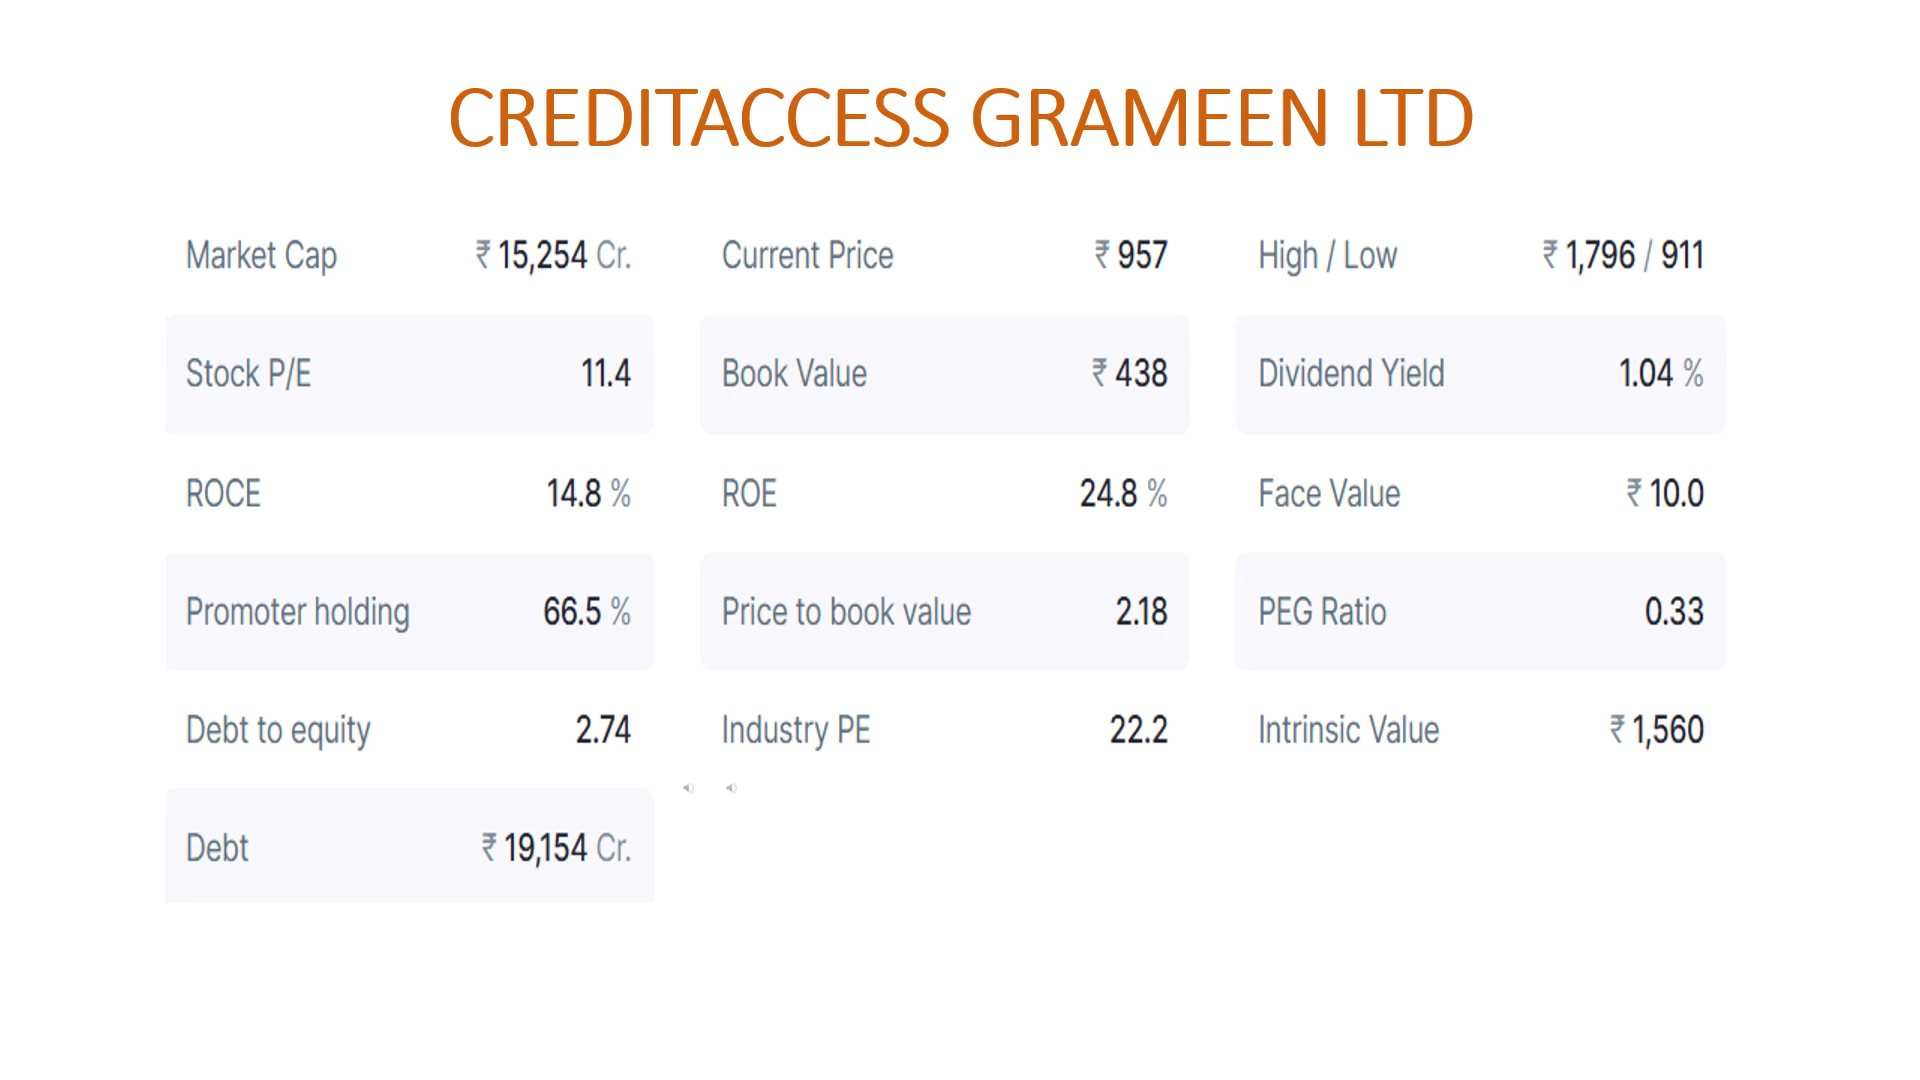 CREDITACCESS GRAMEEN LTD
Market Cap ₹ 15,254 Cr. Current Price ₹ 957 High / Low ₹ 1,796 / 911
Stock P/E 11.4 Book Value ₹ 438 Dividend Yield 1.04 %
ROCE 14.8 % ROE 24.8 % Face Value ₹ 10.0
Promoter holding 66.5 % Price to book value 2.18 PEG Ratio 0.33
Debt to equity 2.74 Industry PE 22.2 Intrinsic Value ₹ 1,560
Debt ₹ 19,154 Cr.